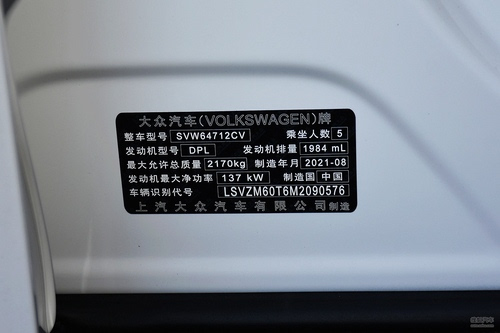 大众汽车(VOLKSWAGEN)牌
整车型号 SVW64712CV 乘坐人数 5
发动机型号 DPL 发动机排量 1984 mL
最大允许总质量 2170kg 制造年月 2021-08
发动机最大净功率 137 kW 制造国 中国
车辆识别代号 LSVZM60T6M2090576
上汽大众汽车有限公司制造